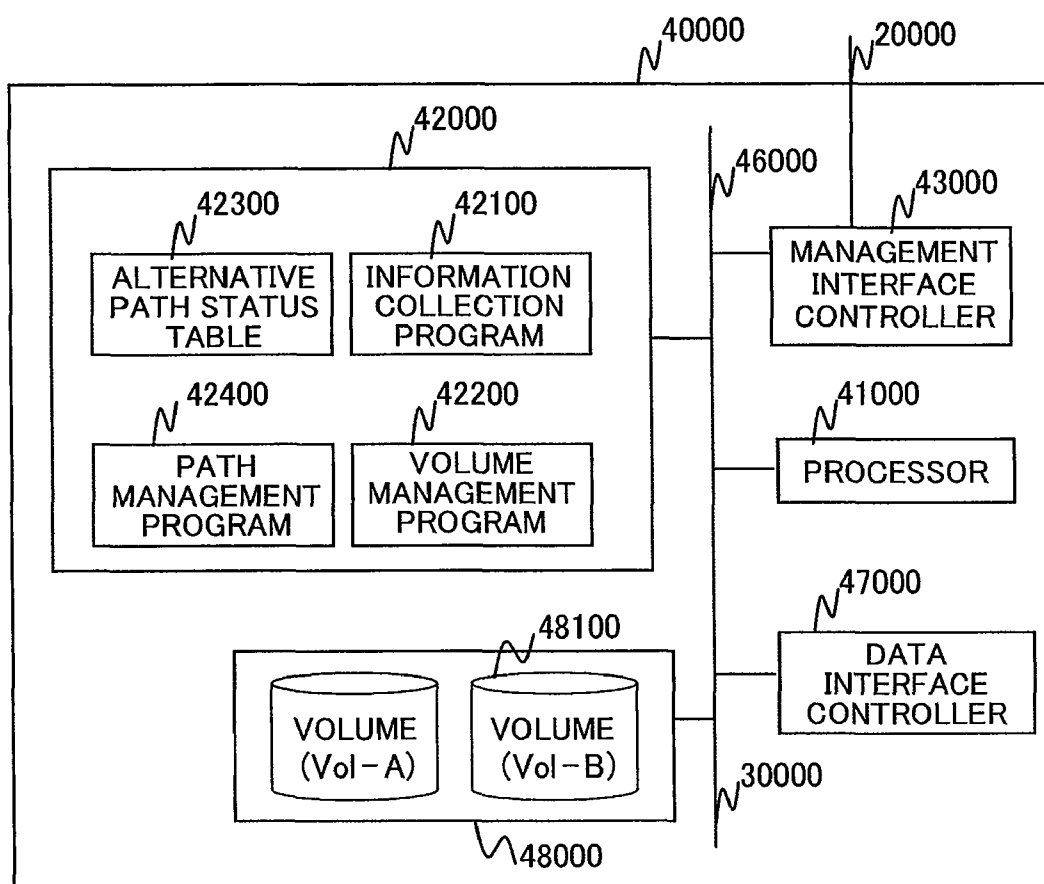 40000
20000
42000
46000
42300
42100
43000
ALTERNATIVE
PATH STATUS
TABLE
INFORMATION
COLLECTION
PROGRAM
MANAGEMENT
INTERFACE
CONTROLLER
42400
42200
41000
PATH
MANAGEMENT
PROGRAM
VOLUME
MANAGEMENT
PROGRAM
PROCESSOR
47000
48100
VOLUME
(Vol-A)
VOLUME
(Vol-B)
DATA
INTERFACE
CONTROLLER
30000
48000